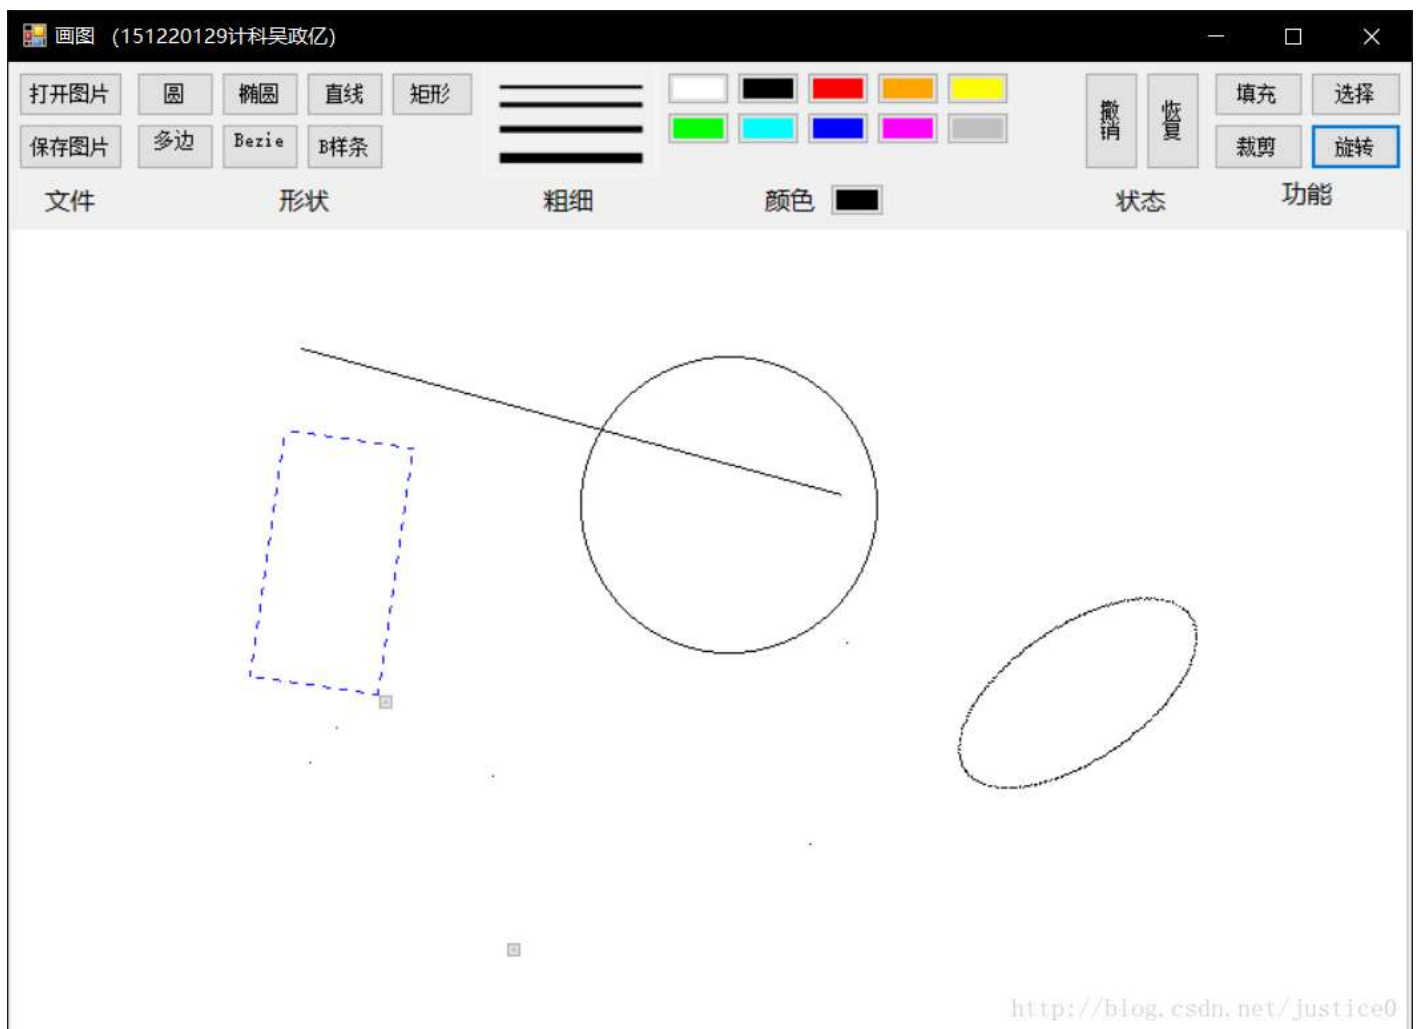 画图 (151220129计科吴政亿)
打开图片 圆 椭圆 直线 矩形 撤销 恢复 填充 选择
保存图片 多边 Bezie B样条 裁剪 旋转
文件 形状 粗细 颜色 状态 功能
http://blog.csdn.net/justice0